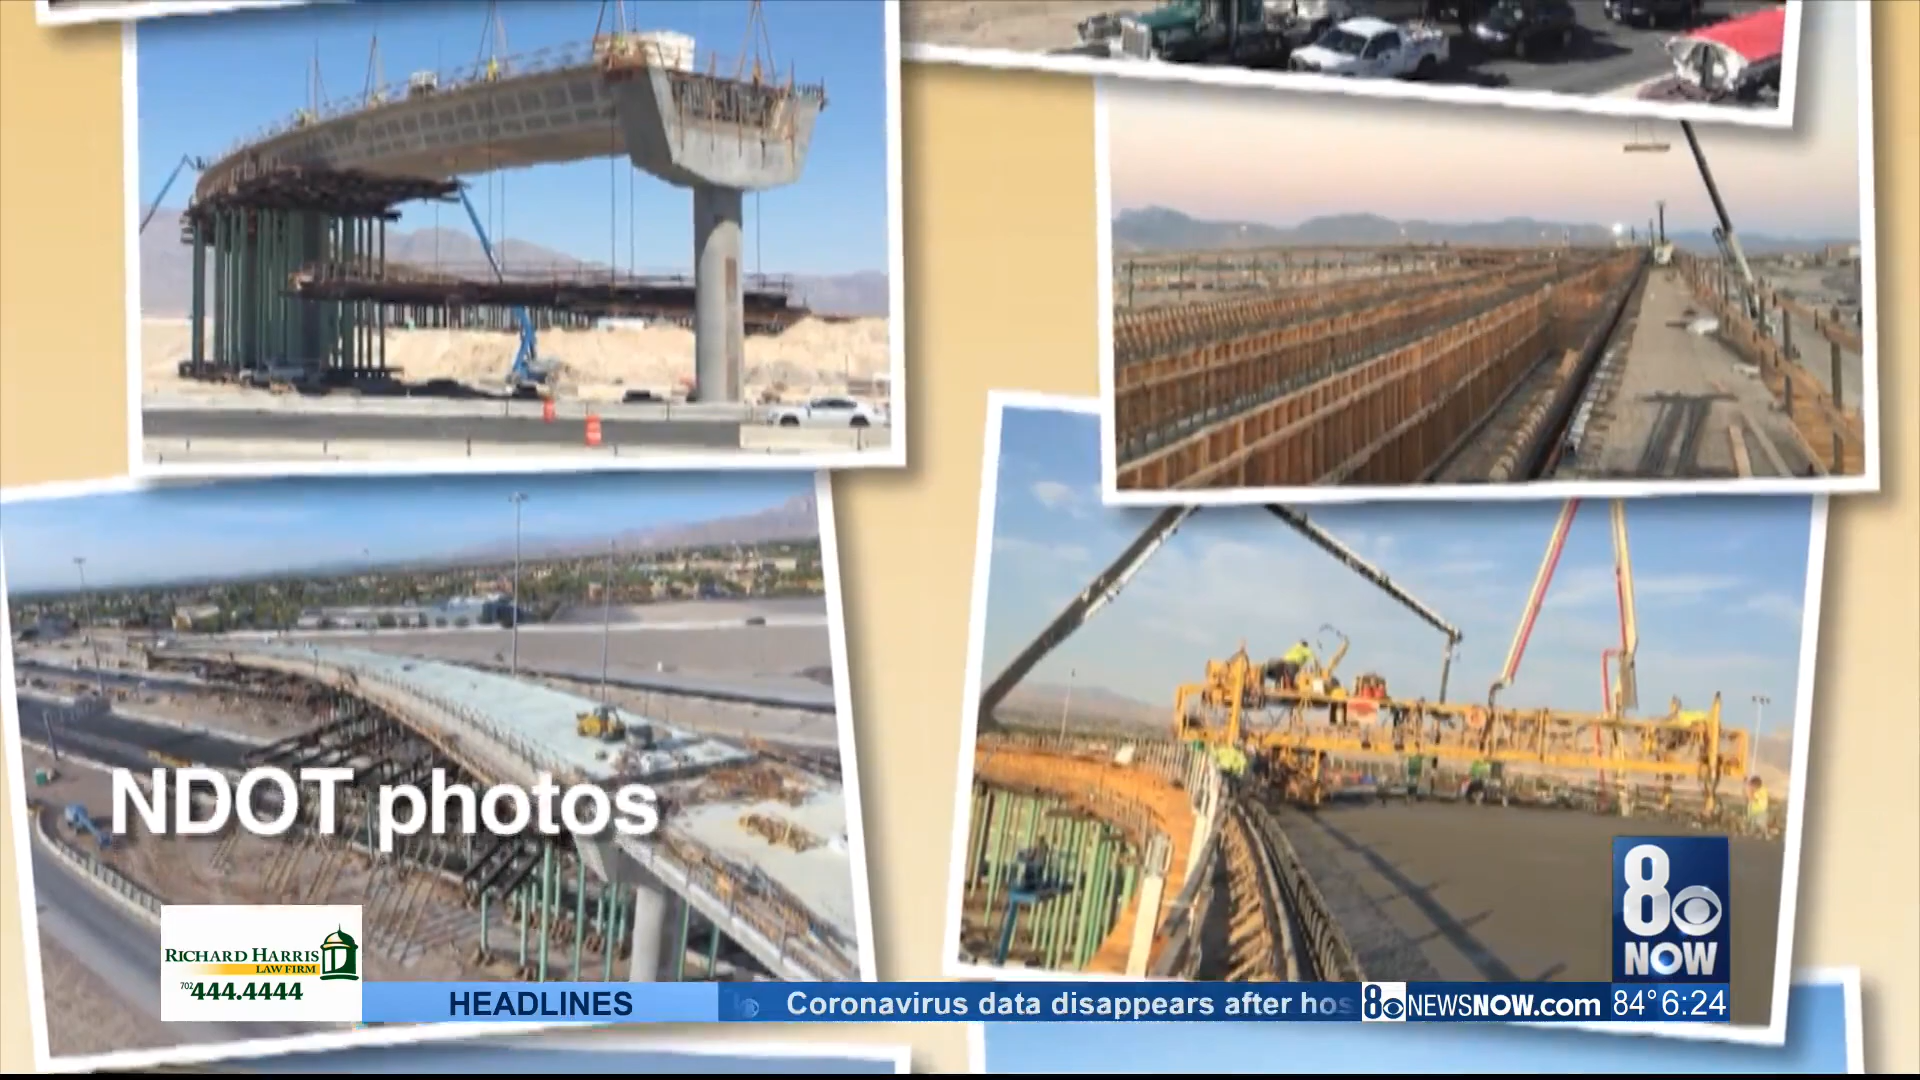 NDOT photos
RICHARD HARRIS
LAW FIRM
702 444.4444
HEADLINES
Coronavirus data disappears after hos
8 NEWSNOW.com
84° 6:24
8
NOW